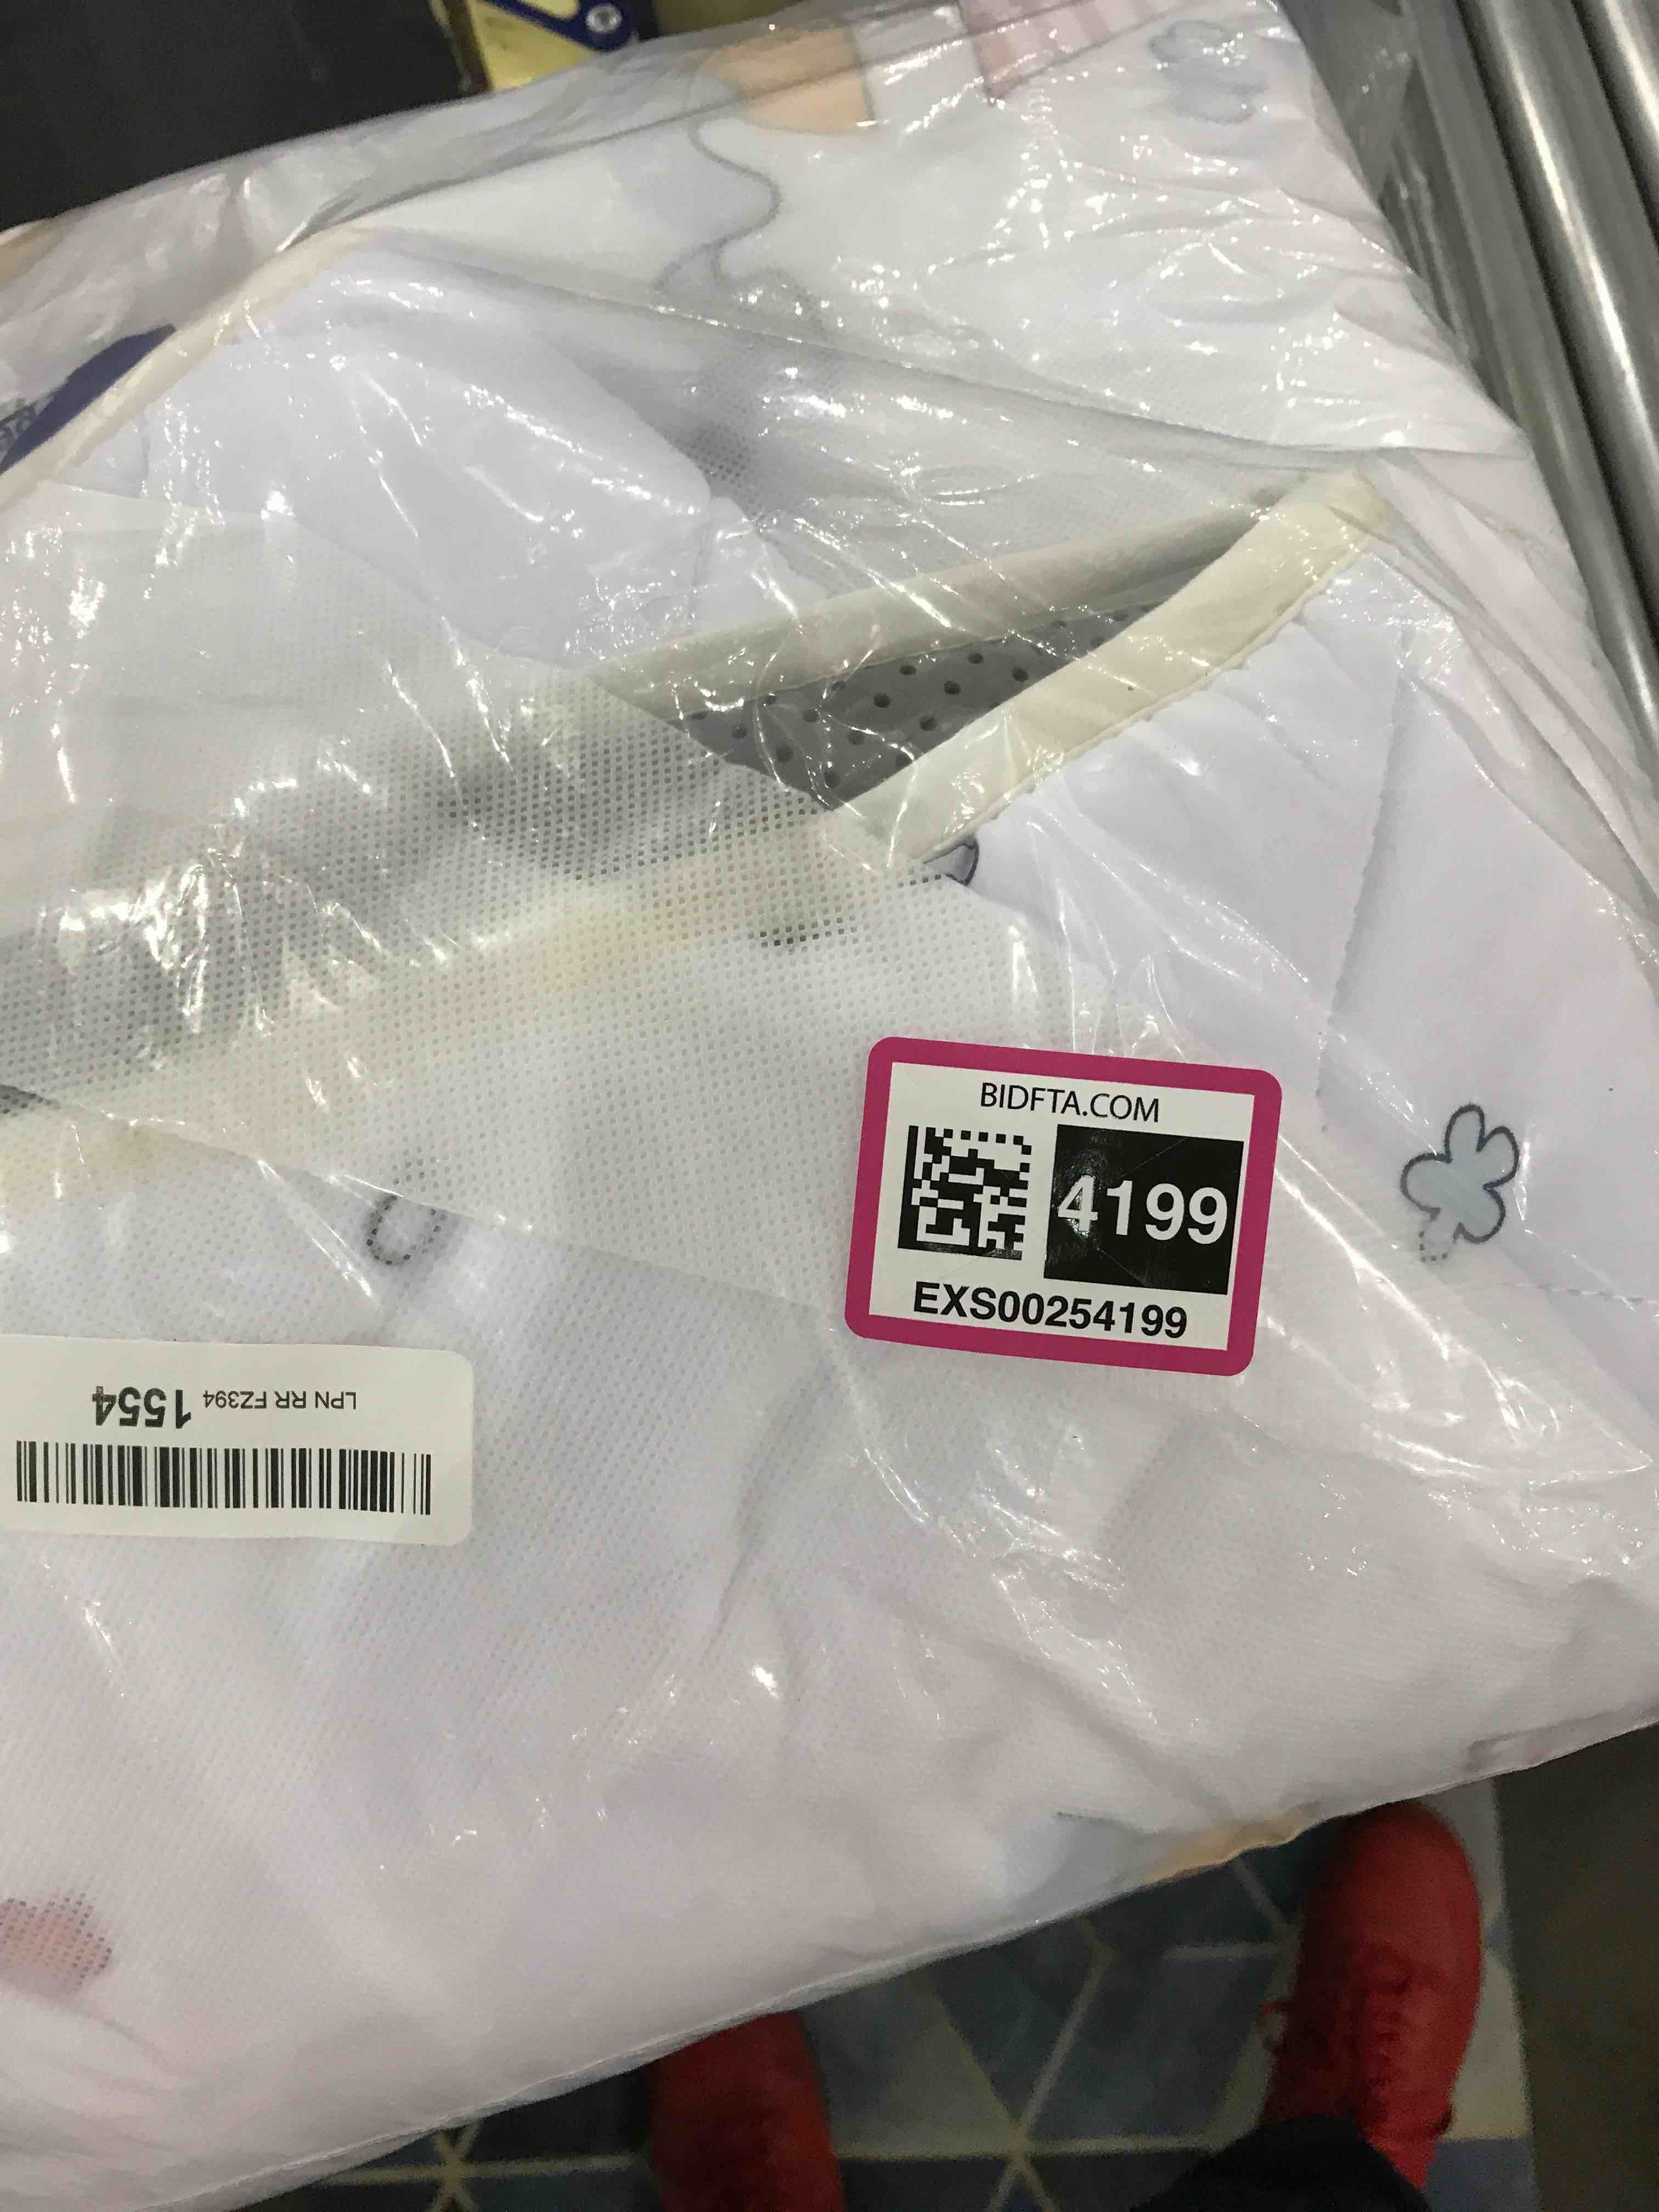 BIDFTA.COM
4199
EXS00254199
LPN RR FZ394 1554